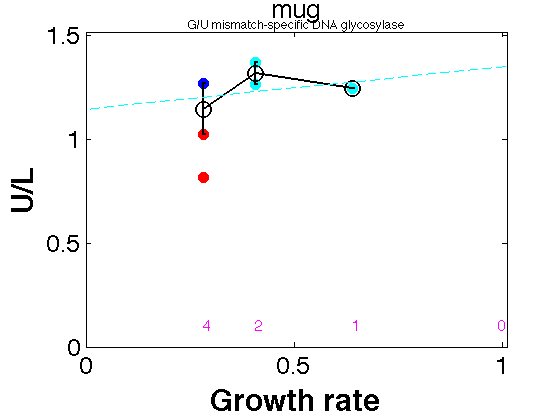 mug
G/U mismatch-specific DNA glycosylase
1.5
1
0.5
0
U/L
4 2 1 0
0 0.5 1
Growth rate